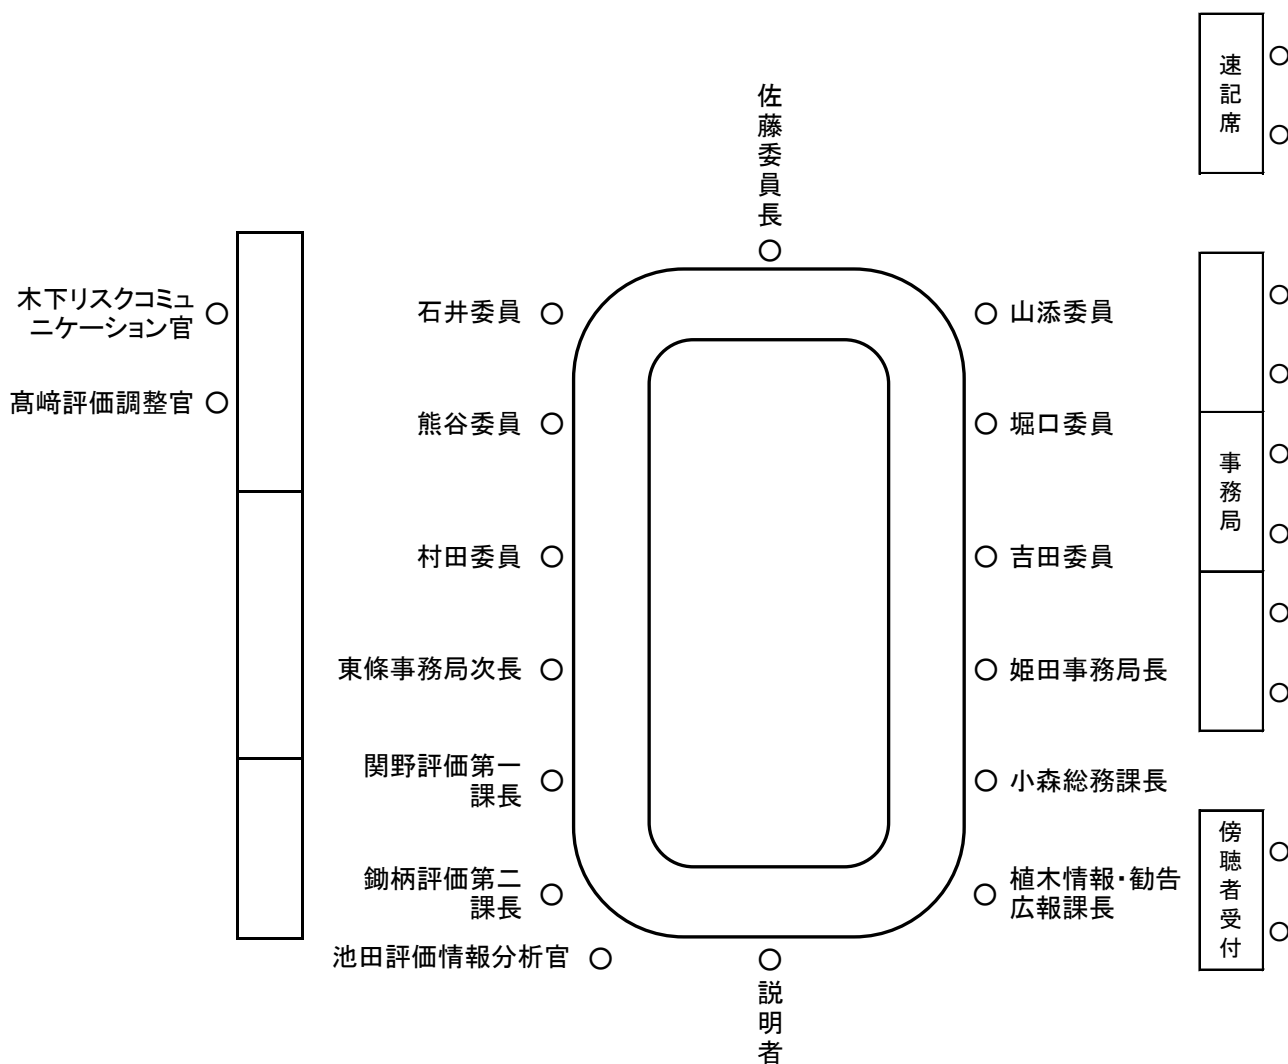 速記席
佐藤委員長
木下リスクコミュ
ニケーション官
髙﨑評価調整官
石井委員
熊谷委員
村田委員
東條事務局次長
関野評価第一
課長
鋤柄評価第二
課長
池田評価情報分析官
説明者
山添委員
堀口委員
吉田委員
姫田事務局長
小森総務課長
植木情報・勧告
広報課長
事務局
傍聴者受付